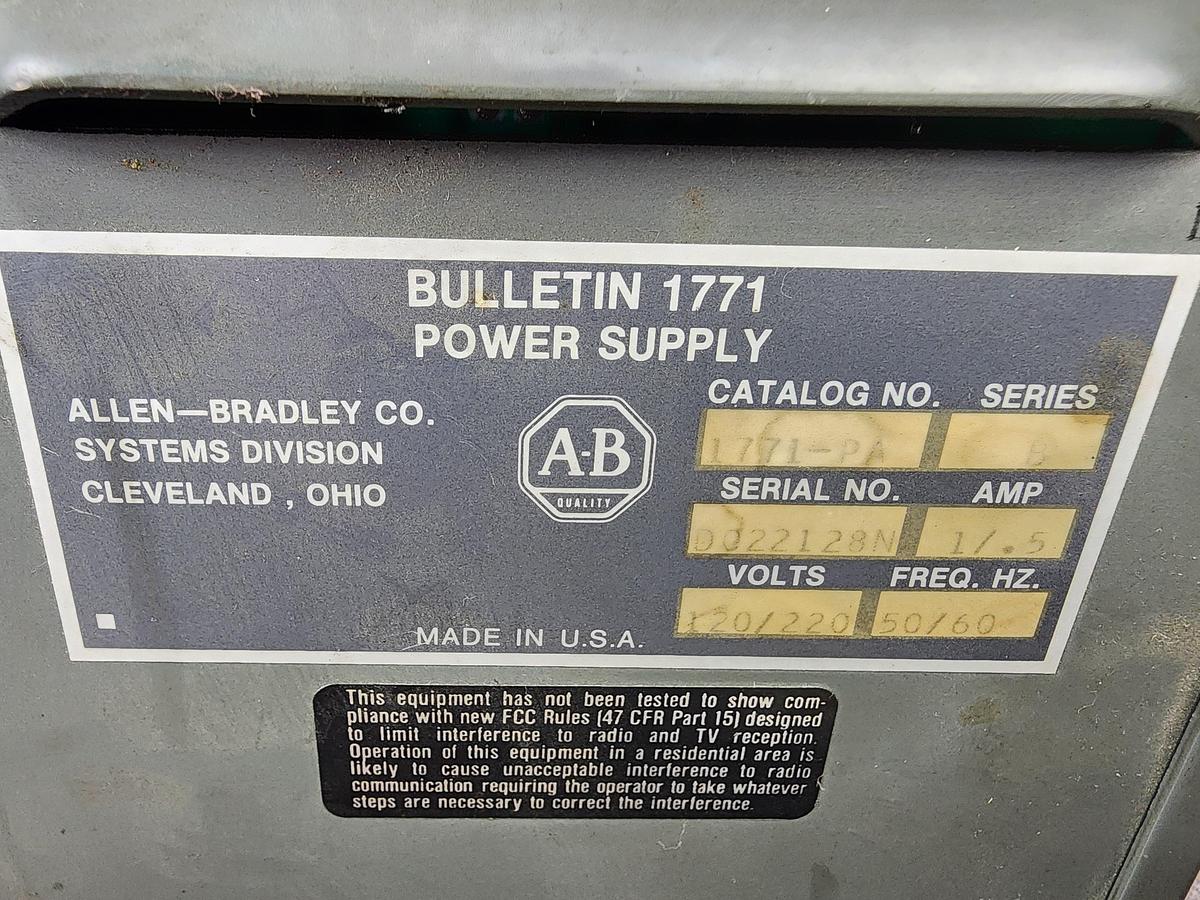 BULLETIN 1771
POWER SUPPLY
ALLEN—BRADLEY CO.
SYSTEMS DIVISION
CLEVELAND , OHIO
A-B
QUALITY
CATALOG NO. SERIES
1771-PA B
SERIAL NO. AMP
D022128N 1/.5
VOLTS FREQ. HZ.
120/220 50/60
MADE IN U.S.A.
This equipment has not been tested to show com-
pliance with new FCC Rules (47 CFR Part 15) designed
to limit interference to radio and TV reception.
Operation of this equipment in a residential area is
likely to cause unacceptable interference to radio
communication requiring the operator to take whatever
steps are necessary to correct the interference.